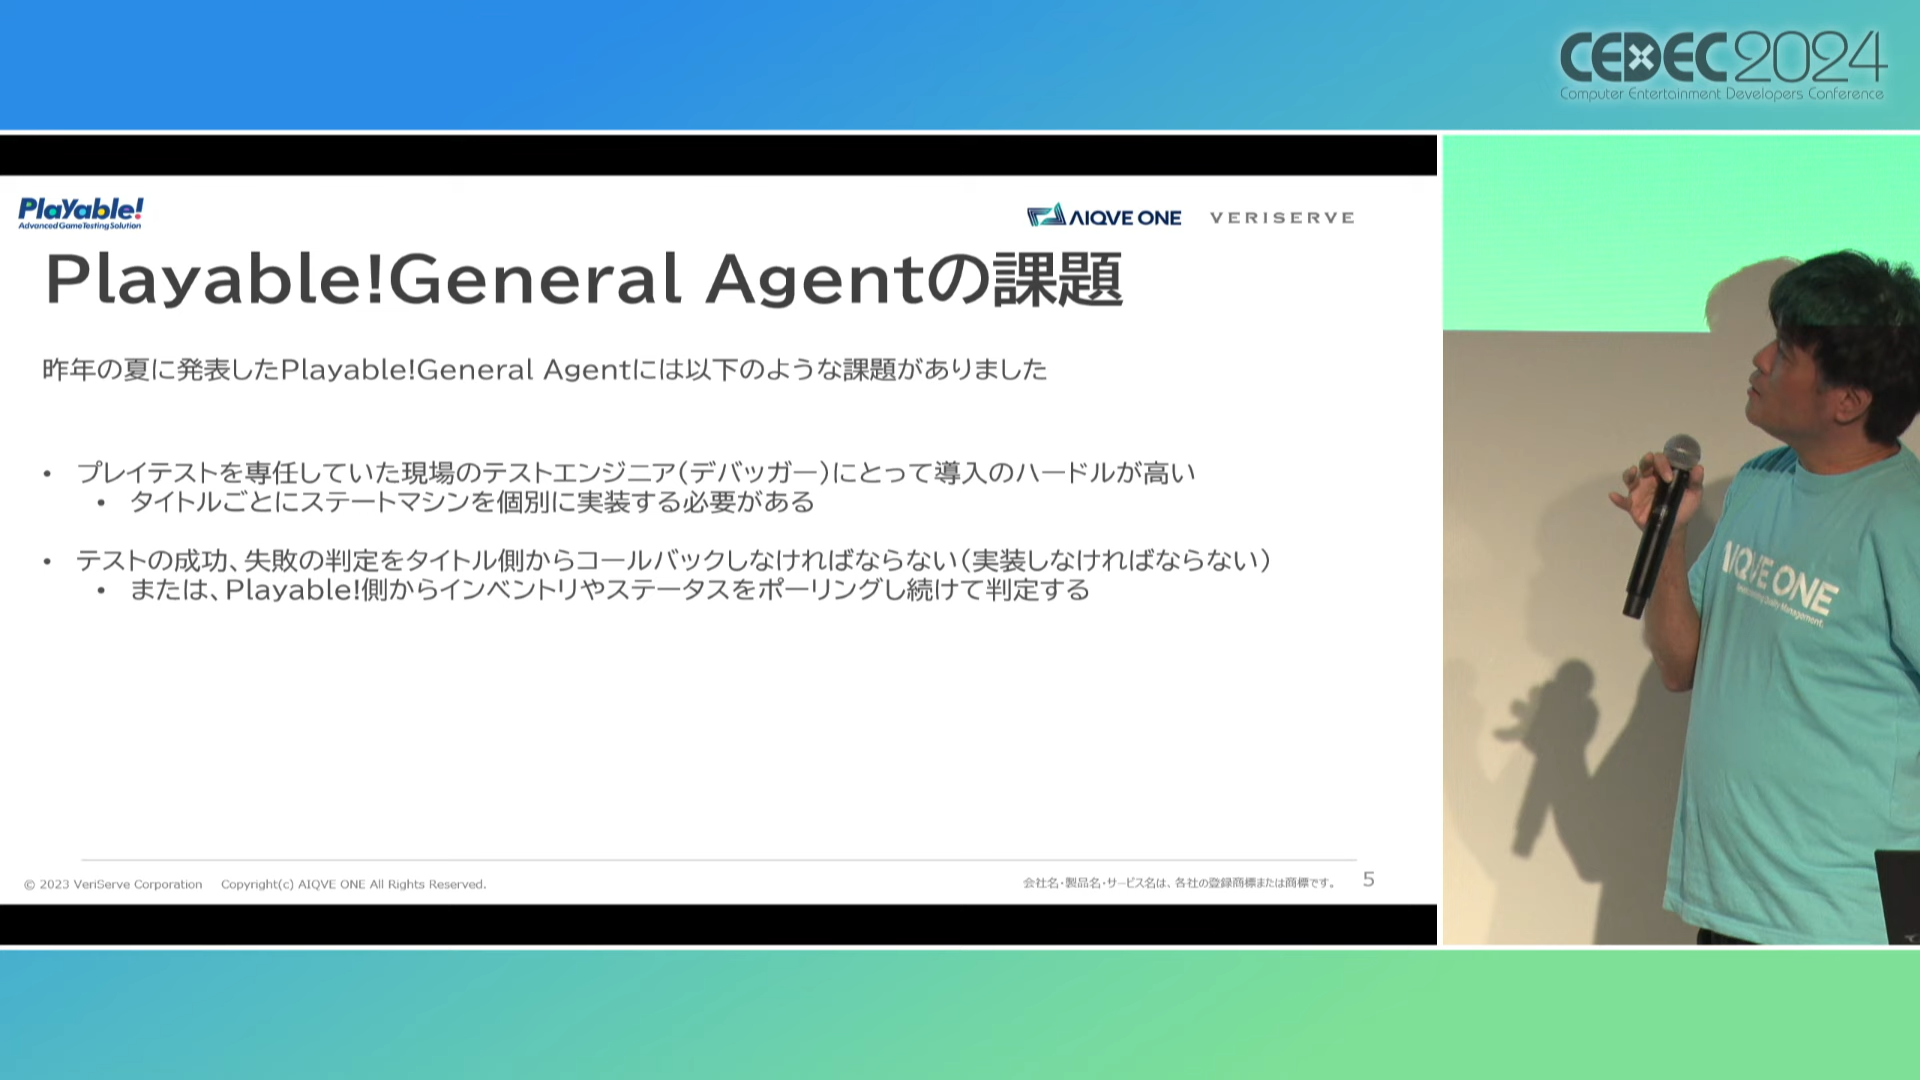 CEDEC2024
Computer Entertainment Developers Conference
Playable!
Advanced Game Testing Solution
AIQVE ONE
VERISERVE
Playable!General Agentの課題
昨年の夏に発表したPlayable!General Agentには以下のような課題がありました
• プレイテストを専任していた現場のテストエンジニア(デバッガー)にとって導入のハードルが高い
• タイトルごとにステートマシンを個別に実装する必要がある
• テストの成功、失敗の判定をタイトル側からコールバックしなければならない(実装しなければならない)
• または、Playable!側からインベントリやステータスをポーリングし続けて判定する
© 2023 VeriServe Corporation Copyright(c) AIQVE ONE All Rights Reserved.
会社名・製品名・サービス名は、各社の登録商標または商標です。
5
AIQVE ONE